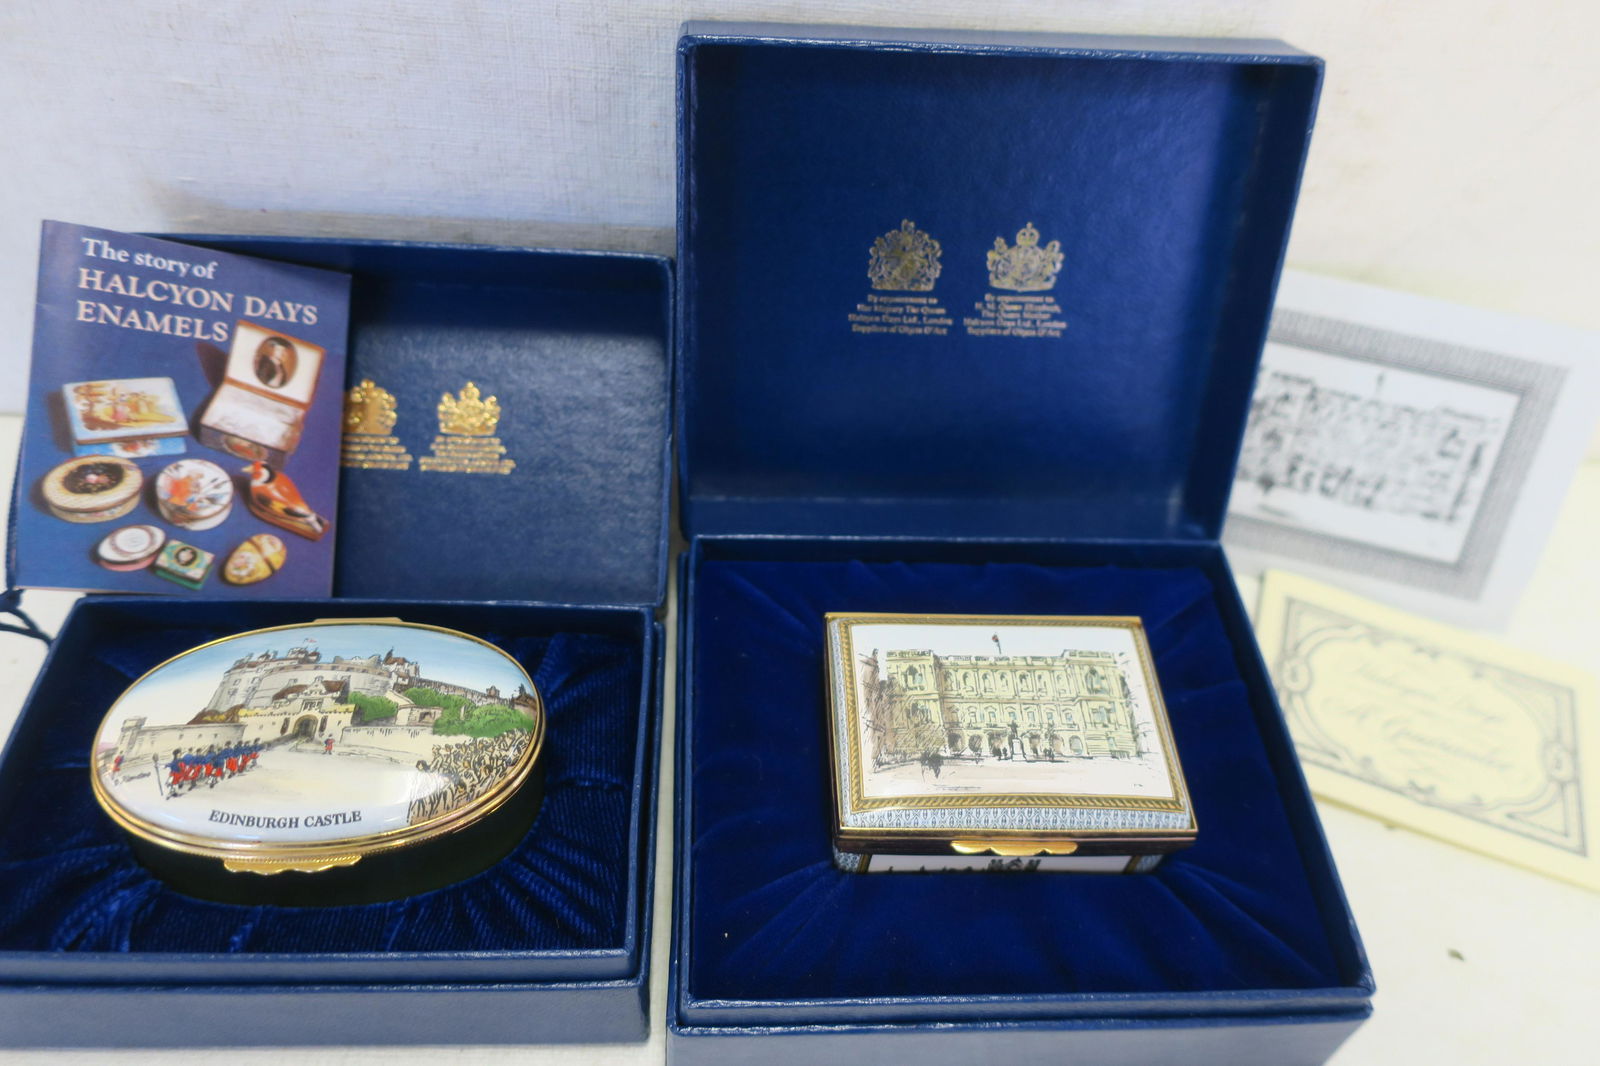 The story of
HALCYON DAYS
ENAMELS
By appointment to
Her Majesty The Queen
Halcyon Days Ltd., London
Suppliers of Objets D'Art
By appointment to
H. M. Queen Elizabeth,
The Queen Mother
Halcyon Days Ltd., London
Suppliers of Objets D'Art
EDINBURGH CASTLE